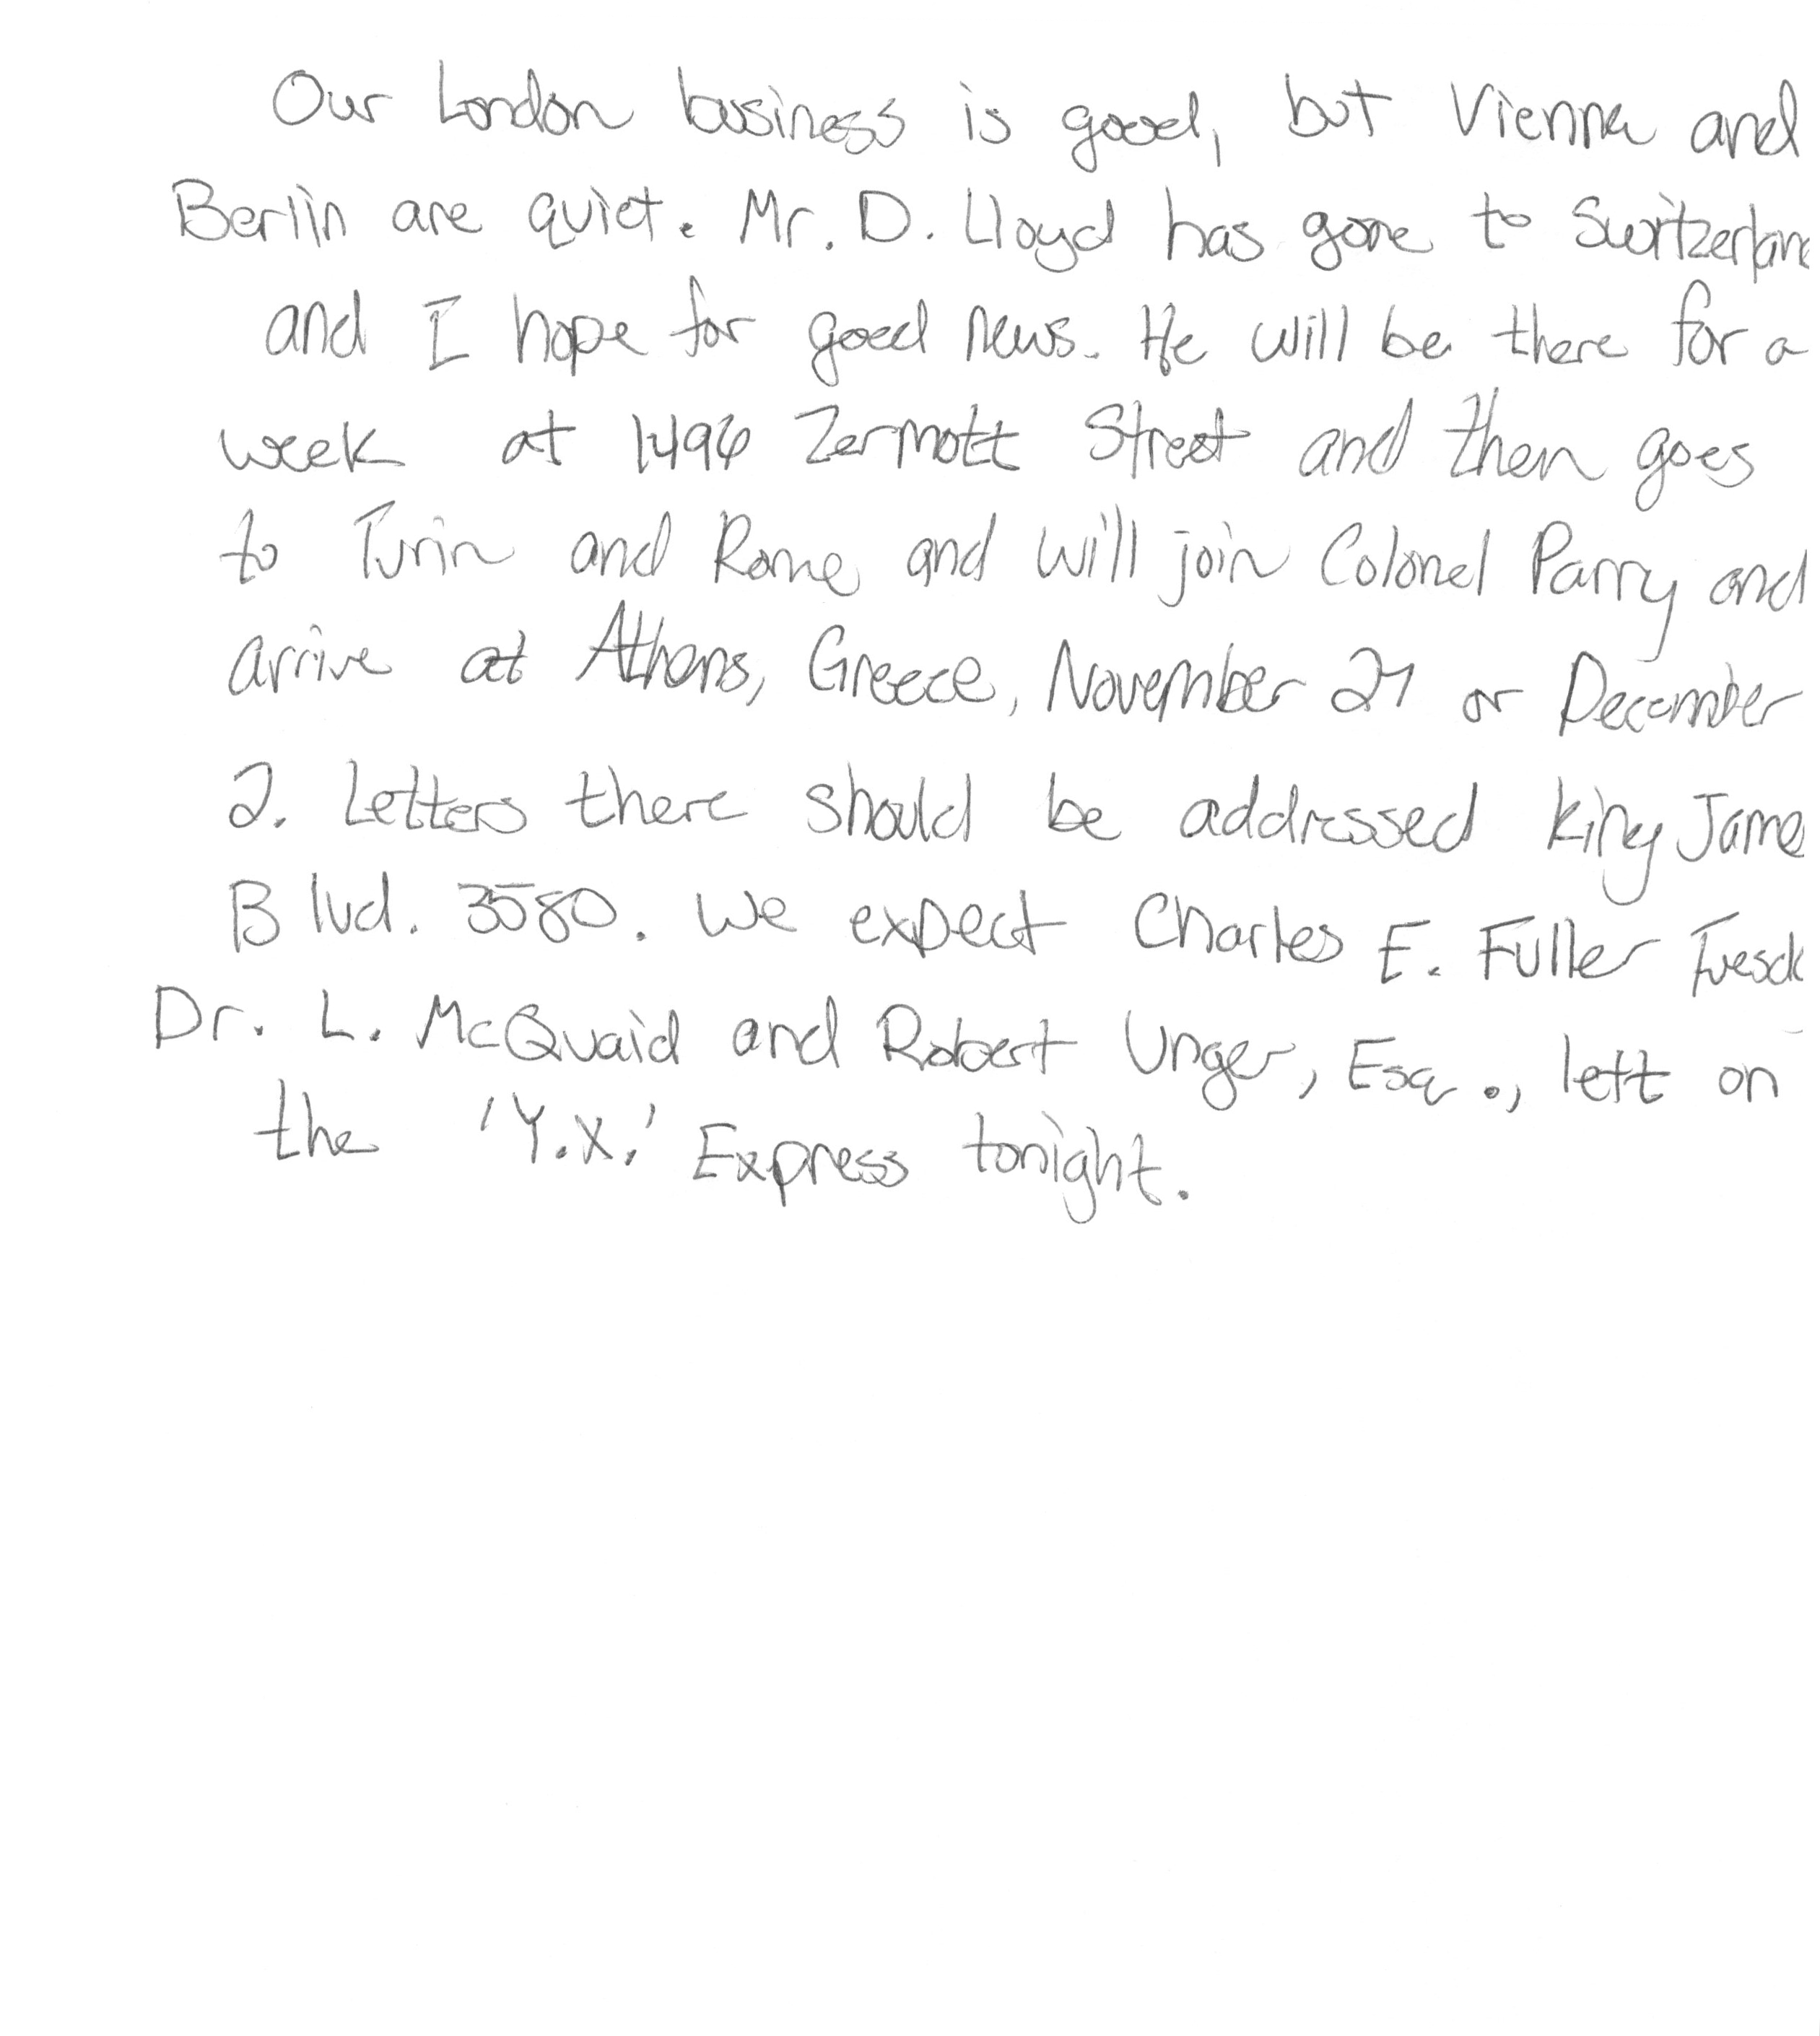 Our London business is good, but Vienna and
Berlin are quiet. Mr. D. Lloyd has gone to Switzerlan
and I hope for good news. He will be there for a
week at 1496 Zermott Street and then goes
to Turin and Rome and will join Colonel Parry and
arrive at Athens, Greece, November 27 or December
2. Letters there should be addressed King Jame
Blvd. 3580. We expect Charles E. Fuller Tuesd
Dr. L. McQuaid and Robert Unger, Esq., left on
the 'Y.X.' Express tonight.